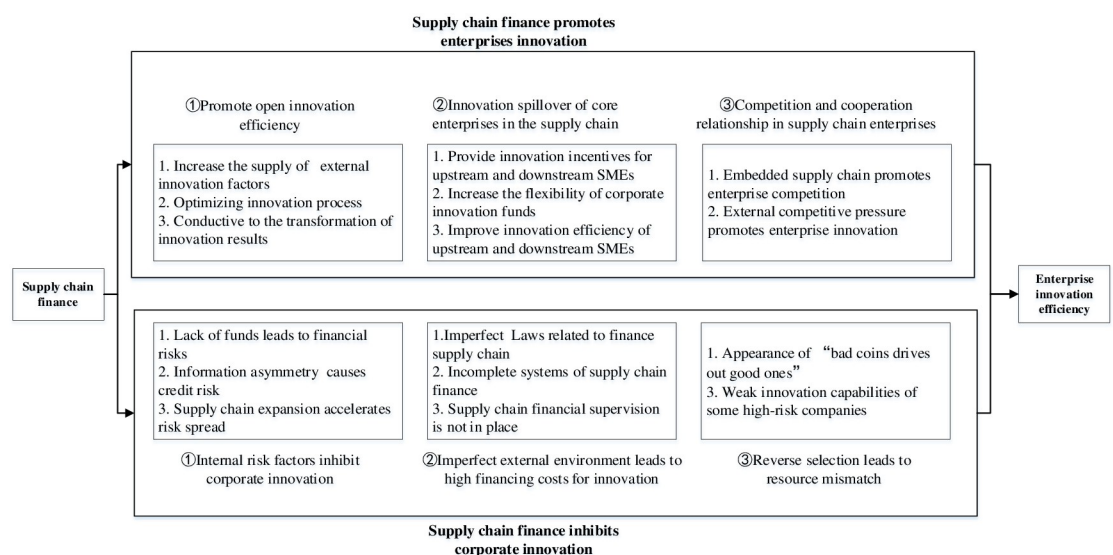 Supply chain finance promotes
enterprises innovation
①Promote open innovation
efficiency
1. Increase the supply of external
innovation factors
2. Optimizing innovation process
3. Conductive to the transformation of
innovation results
②Innovation spillover of core
enterprises in the supply chain
1. Provide innovation incentives for
upstream and downstream SMEs
2. Increase the flexibility of corporate
innovation funds
3. Improve innovation efficiency of
upstream and downstream SMEs
③Competition and cooperation
relationship in supply chain enterprises
1. Embedded supply chain promotes
enterprise competition
2. External competitive pressure
promotes enterprise innovation
Supply chain
finance
Enterprise
innovation
efficiency
1. Lack of funds leads to financial
risks
2. Information asymmetry causes
credit risk
3. Supply chain expansion accelerates
risk spread
①Internal risk factors inhibit
corporate innovation
1.Imperfect Laws related to finance
supply chain
2. Incomplete systems of supply chain
finance
3. Supply chain financial supervision
is not in place
②Imperfect external environment leads to
high financing costs for innovation
1. Appearance of “bad coins drives
out good ones”
3. Weak innovation capabilities of
some high-risk companies
③Reverse selection leads to
resource mismatch
Supply chain finance inhibits
corporate innovation